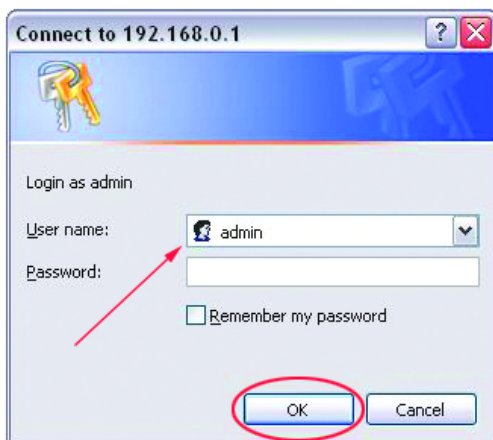 Connect to 192.168.0.1
?
Login as admin
User name: admin
Password:
Remember my password
OK Cancel